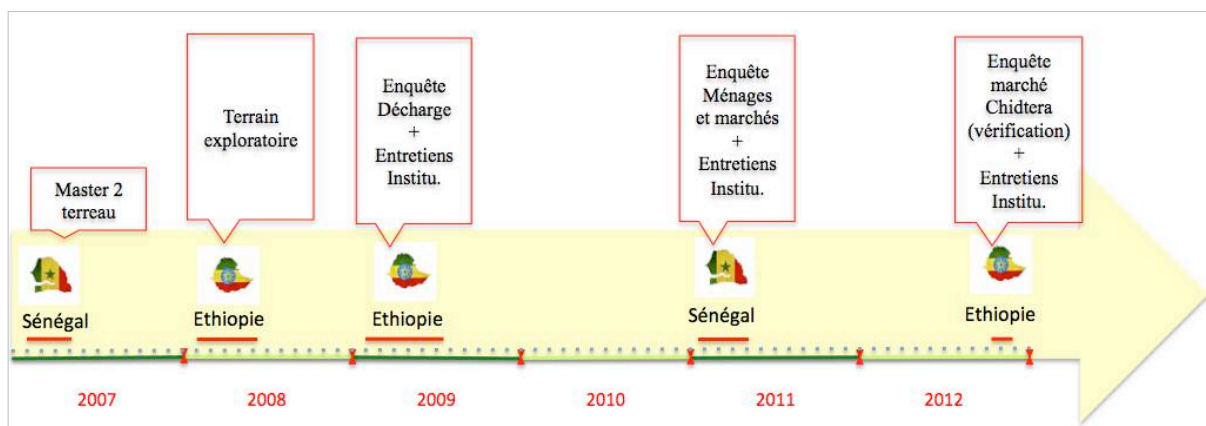 Master 2
terreau
Terrain
exploratoire
Enquête
Décharge
+
Entretiens
Institu.
Enquête
Ménages
et marchés
+
Entretiens
Institu.
Enquête
marché
Chidtera
(vérification)
+
Entretiens
Institu.
Sénégal
Ethiopie
Ethiopie
Sénégal
Ethiopie
2007
2008
2009
2010
2011
2012